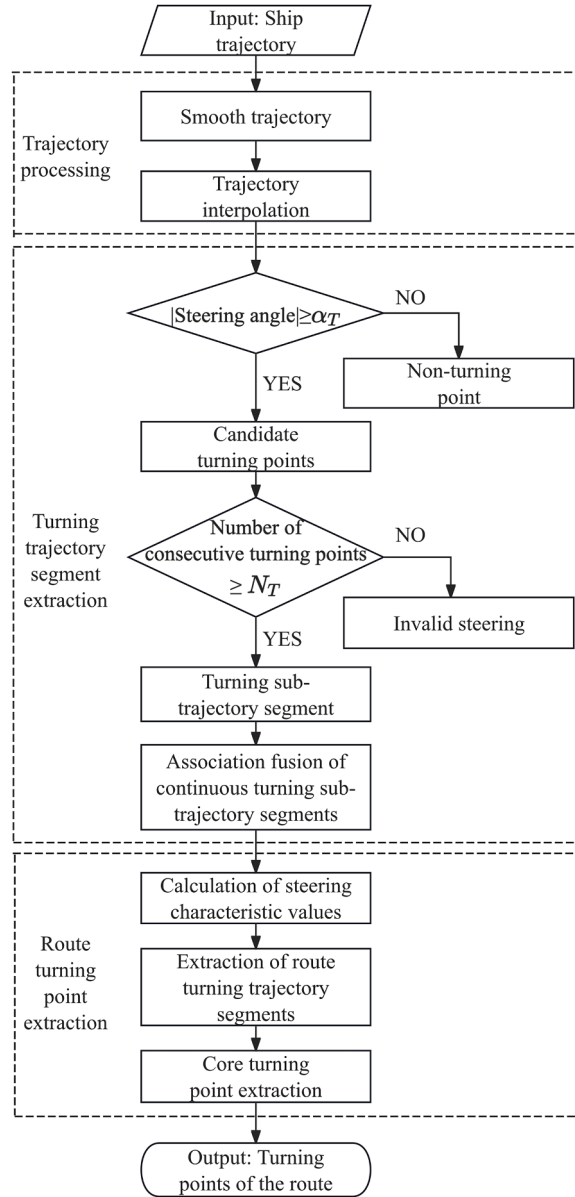 Input: Ship
trajectory
Trajectory
processing
Smooth trajectory
Trajectory
interpolation
|Steering angle|≥α_T
NO
Non-turning
point
YES
Candidate
turning points
Turning
trajectory
segment
extraction
Number of
consecutive turning points
≥ N_T
NO
Invalid steering
YES
Turning sub-
trajectory segment
Association fusion of
continuous turning sub-
trajectory segments
Route
turning
point
extraction
Calculation of steering
characteristic values
Extraction of route
turning trajectory
segments
Core turning
point extraction
Output: Turning
points of the route